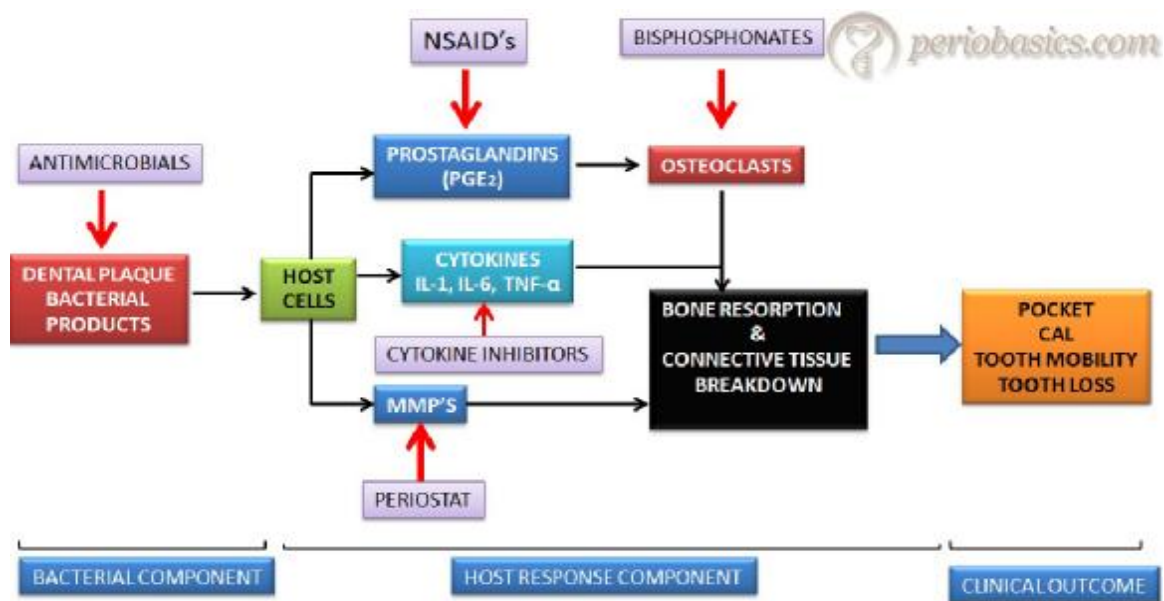 NSAID's
BISPHOSPHONATES
periobasics.com
ANTIMICROBIALS
PROSTAGLANDINS
(PGE2)
OSTEOCLASTS
DENTAL PLAQUE
BACTERIAL
PRODUCTS
HOST
CELLS
CYTOKINES
IL-1, IL-6, TNF-α
CYTOKINE INHIBITORS
BONE RESORPTION
&
CONNECTIVE TISSUE
BREAKDOWN
POCKET
CAL
TOOTH MOBILITY
TOOTH LOSS
MMP'S
PERIOSTAT
BACTERIAL COMPONENT
HOST RESPONSE COMPONENT
CLINICAL OUTCOME